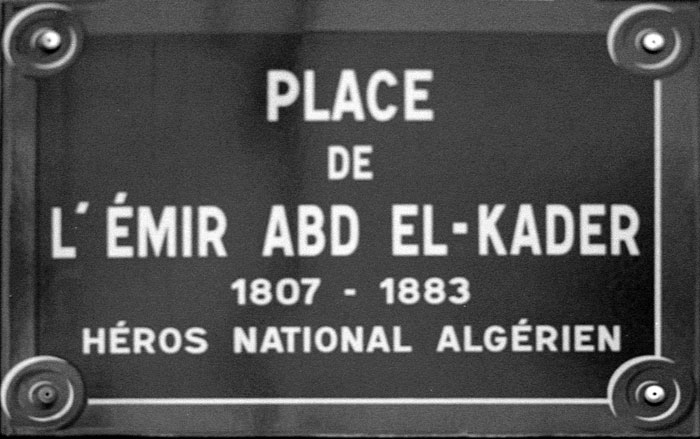 PLACE
DE
L'ÉMIR ABD EL-KADER
1807 - 1883
HÉROS NATIONAL ALGÉRIEN